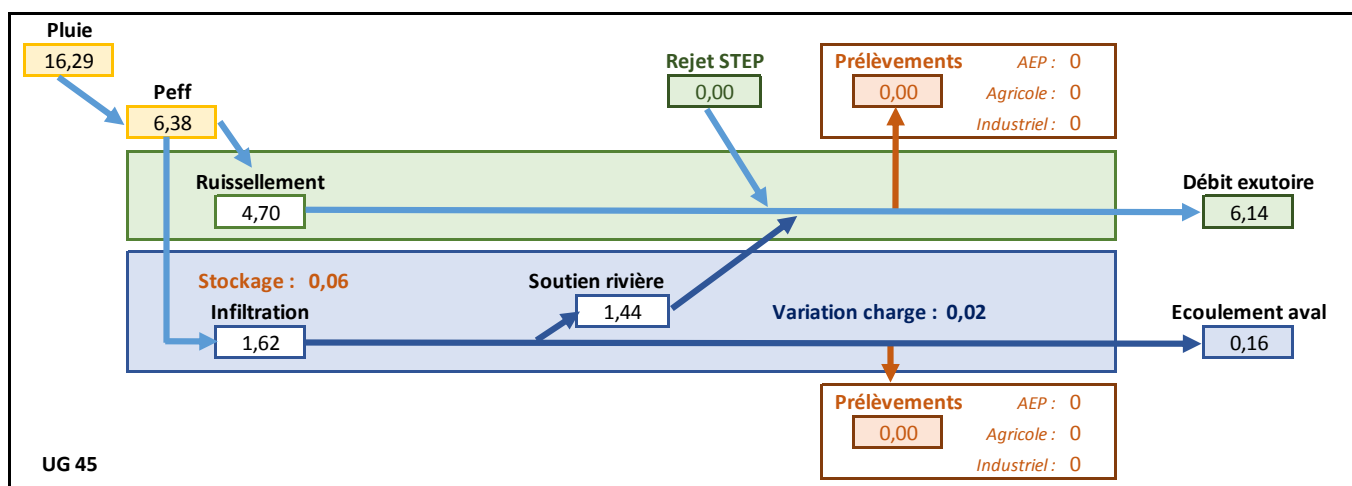 Pluie
16,29
Peff
6,38
Rejet STEP
0,00
Prélèvements
0,00
AEP : 0
Agricole : 0
Industriel : 0
Ruissellement
4,70
Débit exutoire
6,14
Stockage : 0,06
Infiltration
1,62
Soutien rivière
1,44
Variation charge : 0,02
Ecoulement aval
0,16
Prélèvements
0,00
AEP : 0
Agricole : 0
Industriel : 0
UG 45